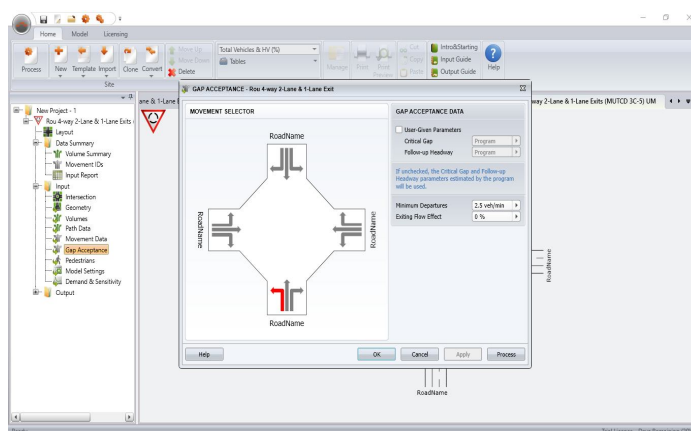 Home Model Licensing
Process New Template Import Clone Convert Move Up
Move Down
Delete
Total Vehicles & HV (%)
Tables
Manage Print Print Preview
Cut
Copy
Paste
Intro&Starting
Input Guide
Output Guide
Help
Site
New Project - 1
Rou 4-way 2-Lane & 1-Lane Exits
Layout
Data Summary
Volume Summary
Movement IDs
Input Report
Input
Intersection
Geometry
Volumes
Path Data
Movement Data
Gap Acceptance
Pedestrians
Model Settings
Demand & Sensitivity
Output
ane & 1-Lane
way 2-Lane & 1-Lane Exits (MUTCD 3C-5) UM
GAP ACCEPTANCE - Rou 4-way 2-Lane & 1-Lane Exit
MOVEMENT SELECTOR
RoadName
RoadName
RoadName
RoadName
GAP ACCEPTANCE DATA
User-Given Parameters
Critical Gap Program
Follow-up Headway Program
If unchecked, the Critical Gap and Follow-up
Headway parameters estimated by the program
will be used.
Minimum Departures 2.5 veh/min
Exiting Flow Effect 0 %
Help OK Cancel Apply Process
RoadName
RoadName